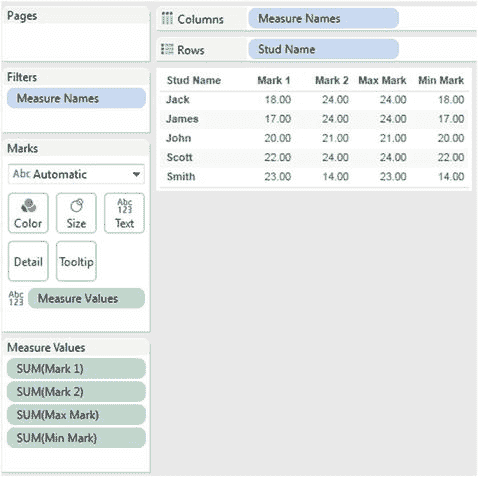 Pages
Columns Measure Names
Rows Stud Name
Filters
Measure Names
Marks
Abc Automatic
Color Size Abc 123 Text
Detail Tooltip
Abc 123 Measure Values
Measure Values
SUM(Mark 1)
SUM(Mark 2)
SUM(Max Mark)
SUM(Min Mark)
Stud Name Mark 1 Mark 2 Max Mark Min Mark
Jack 18.00 24.00 24.00 18.00
James 17.00 24.00 24.00 17.00
John 20.00 21.00 21.00 20.00
Scott 22.00 24.00 24.00 22.00
Smith 23.00 14.00 23.00 14.00